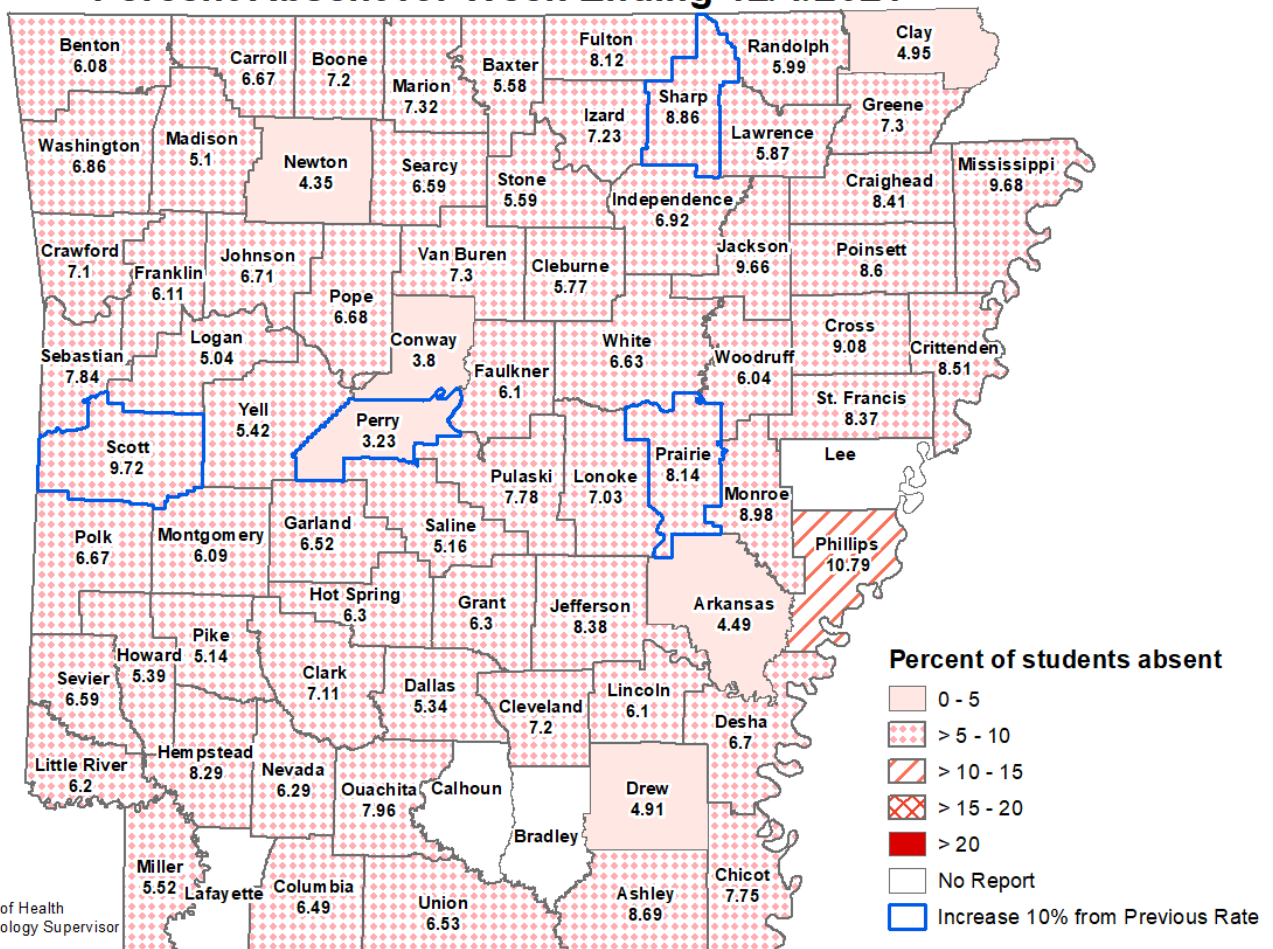 Percent Absent for Week Ending 12/4/2021
Benton
6.08
Carroll
6.67
Boone
7.2
Marion
7.32
Baxter
5.58
Fulton
8.12
Randolph
5.99
Clay
4.95
Washington
6.86
Madison
5.1
Newton
4.35
Searcy
6.59
Stone
5.59
Izard
7.23
Sharp
8.86
Lawrence
5.87
Greene
7.3
Independence
6.92
Craighead
8.41
Mississippi
9.68
Crawford
7.1
Franklin
6.11
Johnson
6.71
Pope
6.68
Van Buren
7.3
Cleburne
5.77
Jackson
9.66
Poinsett
8.6
Sebastian
7.84
Logan
5.04
Conway
3.8
Faulkner
6.1
White
6.63
Woodruff
6.04
Cross
9.08
Crittenden
8.51
Scott
9.72
Yell
5.42
Perry
3.23
Pulaski
7.78
Lonoke
7.03
Prairie
8.14
Monroe
8.98
St. Francis
8.37
Lee
Polk
6.67
Montgomery
6.09
Garland
6.52
Saline
5.16
Phillips
10.79
Hot Spring
6.3
Grant
6.3
Jefferson
8.38
Arkansas
4.49
Sevier
6.59
Howard
5.39
Pike
5.14
Clark
7.11
Dallas
5.34
Cleveland
7.2
Lincoln
6.1
Desha
6.7
Little River
6.2
Hempstead
8.29
Nevada
6.29
Ouachita
7.96
Calhoun
Bradley
Drew
4.91
Miller
5.52
Lafayette
Columbia
6.49
Union
6.53
Ashley
8.69
Chicot
7.75
Percent of students absent
0 - 5
> 5 - 10
> 10 - 15
> 15 - 20
> 20
No Report
Increase 10% from Previous Rate
of Health
ology Supervisor